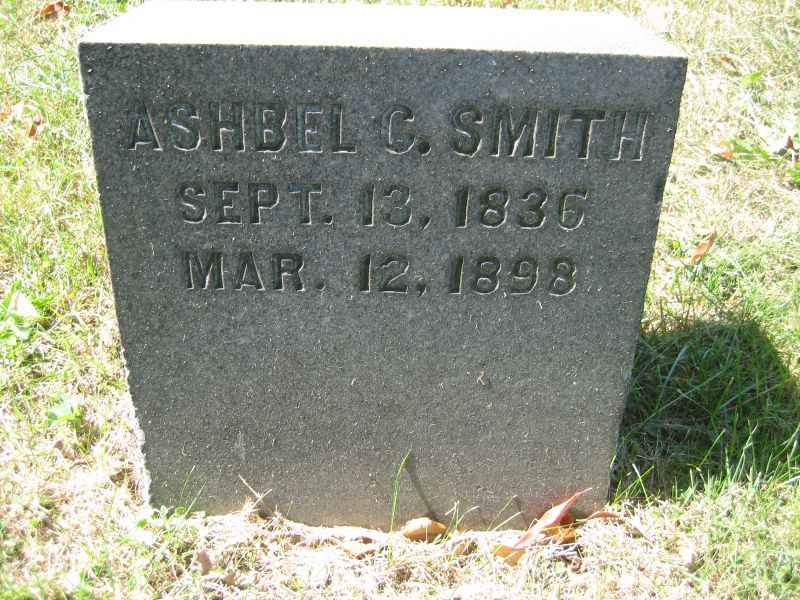 ASHBEL C. SMITH
SEPT. 13, 1836
MAR. 12, 1898